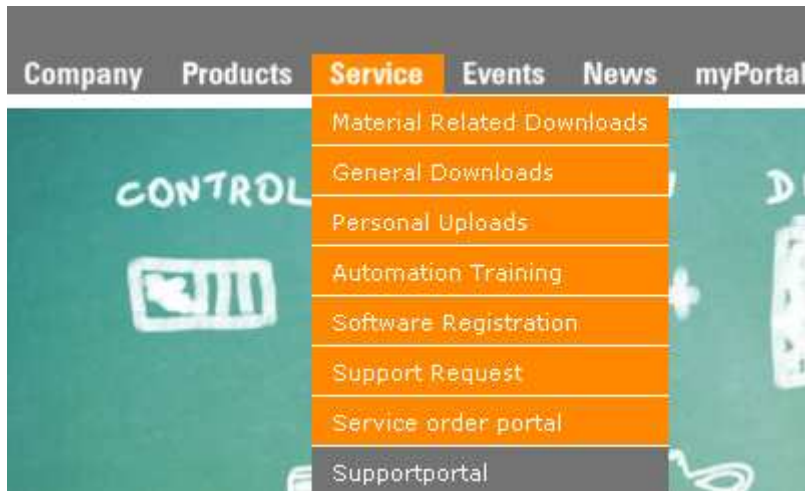 Company Products Service Events News myPortal
Material Related Downloads
General Downloads
CONTROL
Personal Uploads
Automation Training
Software Registration
Support Request
Service order portal
Supportportal